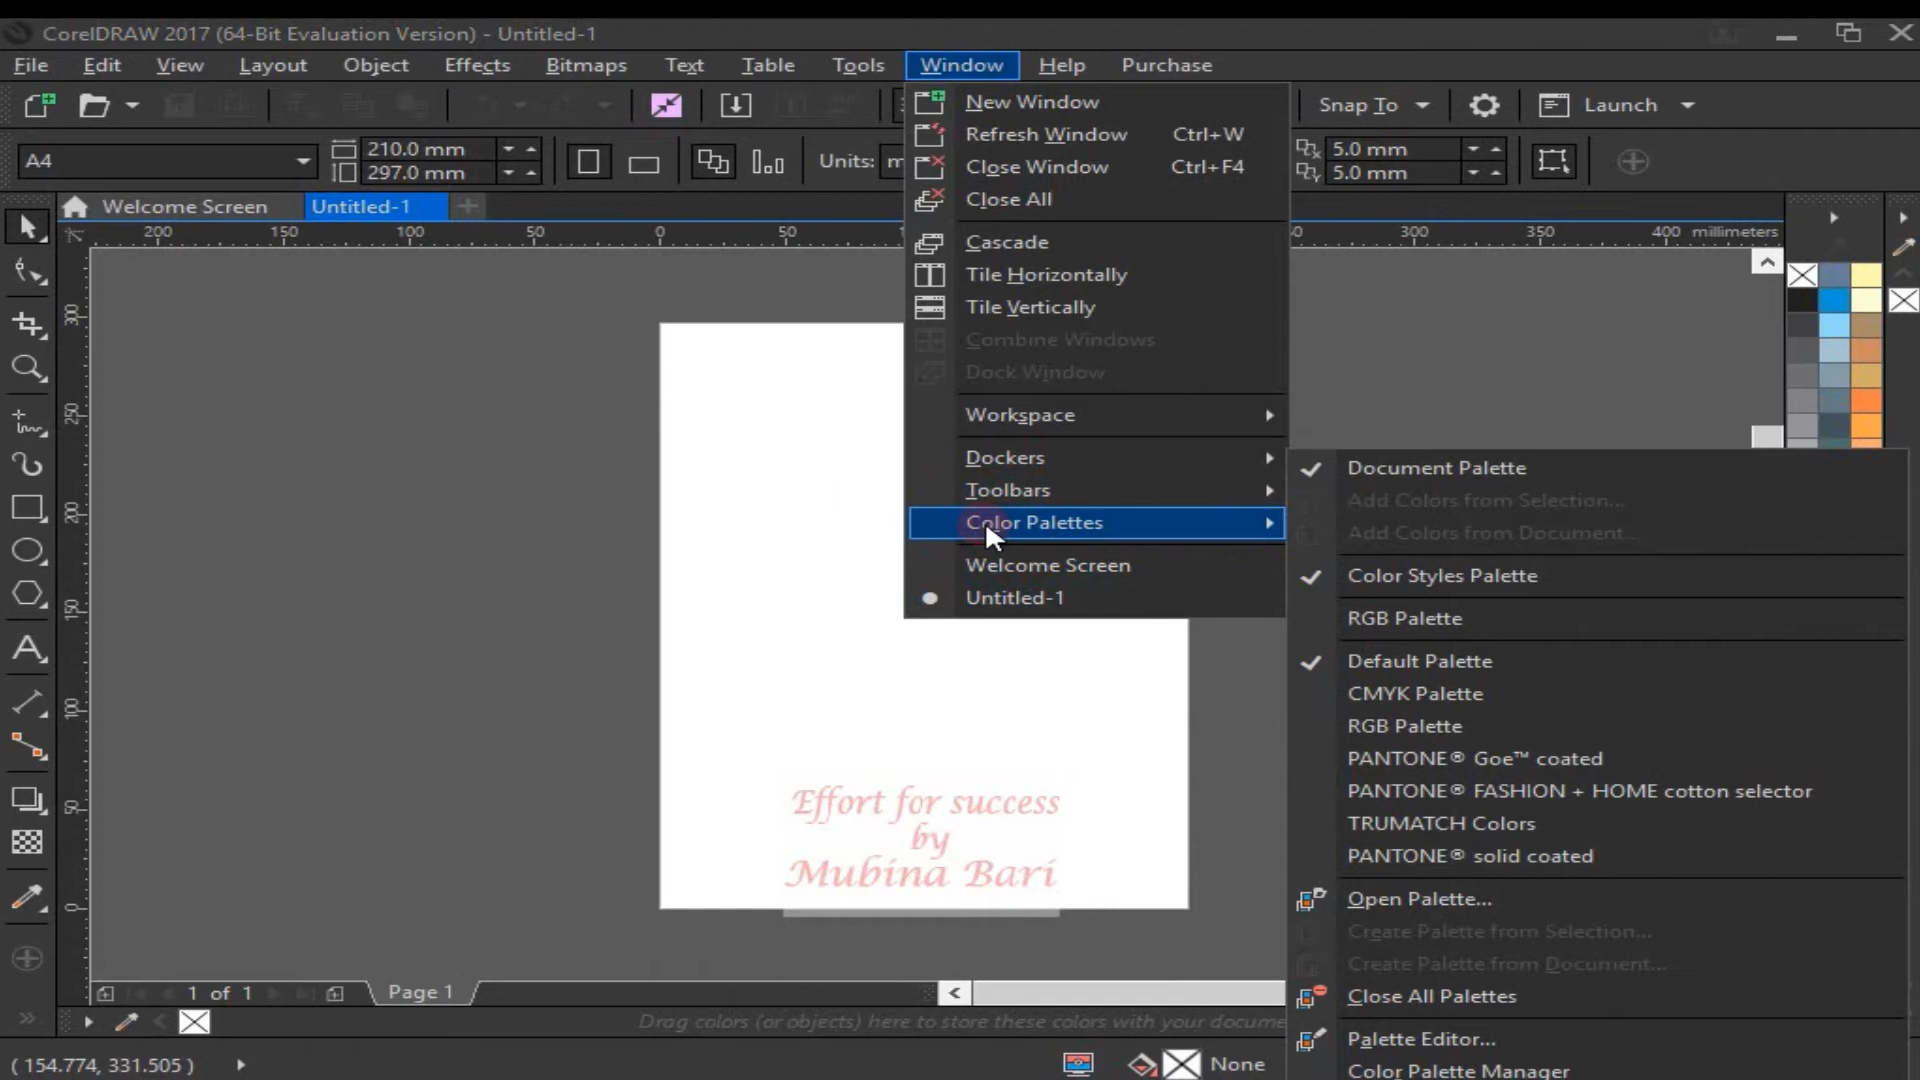 CorelDRAW 2017 (64-Bit Evaluation Version) - Untitled-1
File Edit View Layout Object Effects Bitmaps Text Table Tools Window Help Purchase
Snap To Launch
A4 210.0 mm 297.0 mm Units: 5.0 mm 5.0 mm
Welcome Screen Untitled-1
200 150 100 50 0 50 300 350 400 millimeters
300
250
200
150
100
50
0
New Window
Refresh Window Ctrl+W
Close Window Ctrl+F4
Close All
Cascade
Tile Horizontally
Tile Vertically
Combine Windows
Dock Window
Workspace
Dockers
Toolbars
Color Palettes
Welcome Screen
Untitled-1
Document Palette
Add Colors from Selection...
Add Colors from Document...
Color Styles Palette
RGB Palette
Default Palette
CMYK Palette
RGB Palette
PANTONE® Goe™ coated
PANTONE® FASHION + HOME cotton selector
TRUMATCH Colors
PANTONE® solid coated
Open Palette...
Create Palette from Selection...
Create Palette from Document...
Close All Palettes
Palette Editor...
Color Palette Manager
Effort for success
by
Mubina Bari
1 of 1 Page 1
Drag colors (or objects) here to store these colors with your
( 154.774, 331.505 ) None